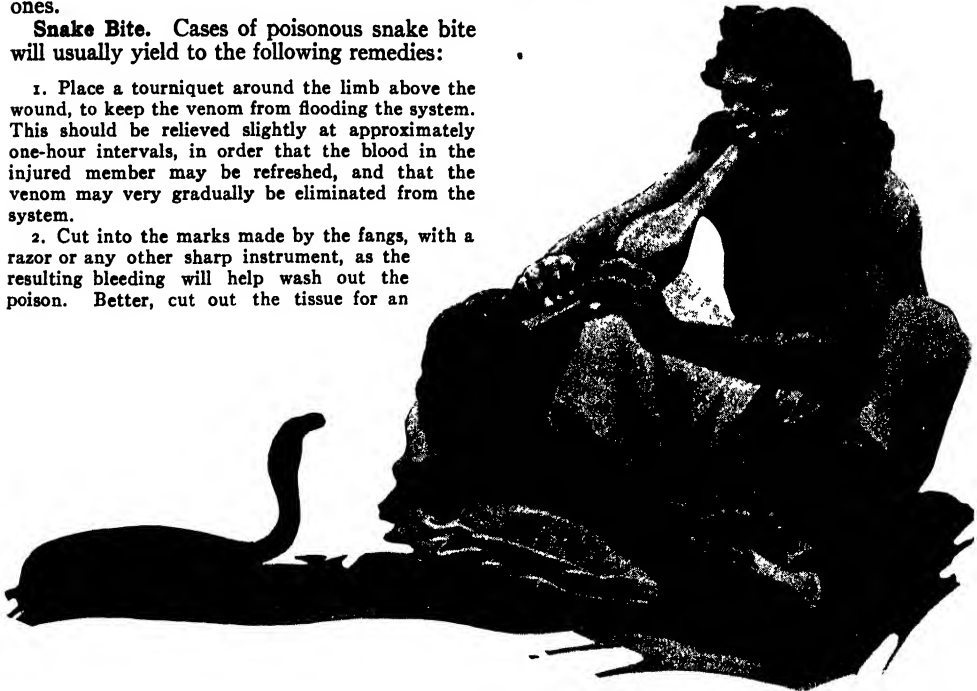 ones.
Snake Bite. Cases of poisonous snake bite
will usually yield to the following remedies:
1. Place a tourniquet around the limb above the
wound, to keep the venom from flooding the system.
This should be relieved slightly at approximately
one-hour intervals, in order that the blood in the
injured member may be refreshed, and that the
venom may very gradually be eliminated from the
system.
2. Cut into the marks made by the fangs, with a
razor or any other sharp instrument, as the
resulting bleeding will help wash out the
poison. Better, cut out the tissue for an